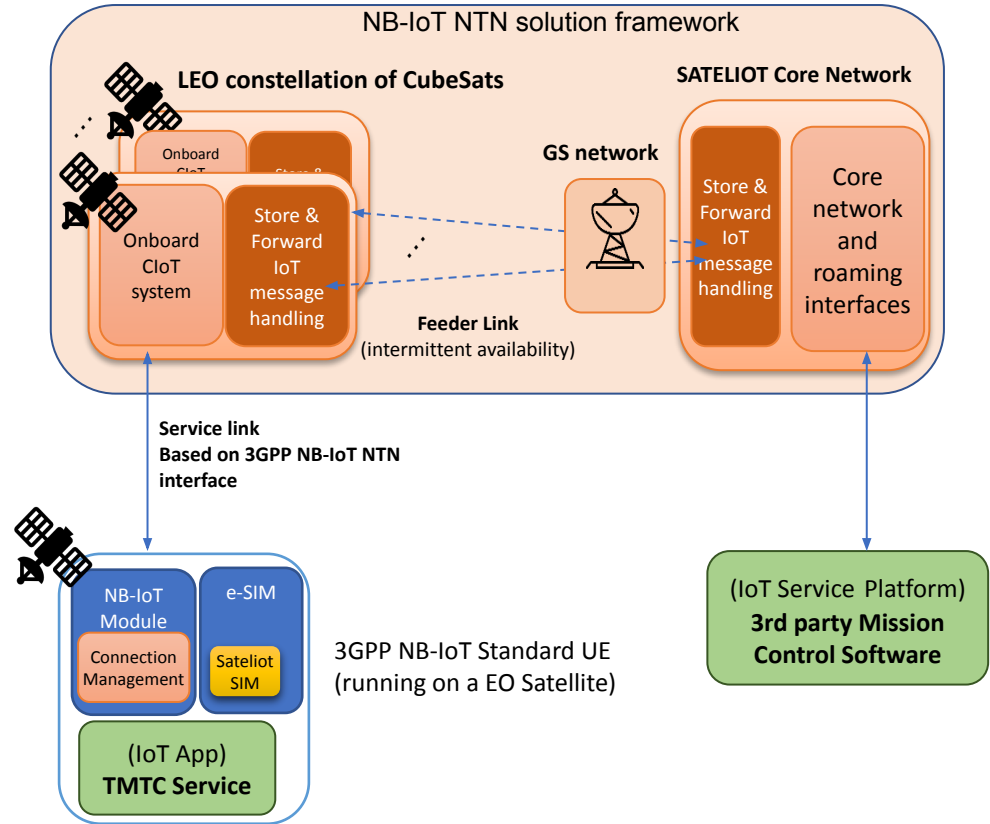 NB-IoT NTN solution framework
LEO constellation of CubeSats
SATELIOT Core Network
Onboard
CIoT
Store &
GS network
Onboard
CIoT
system
Store &
Forward
IoT
message
handling
Store &
Forward
IoT
message
handling
Core
network
and
roaming
interfaces
Feeder Link
(intermittent availability)
Service link
Based on 3GPP NB-IoT NTN
interface
NB-IoT
Module
e-SIM
Connection
Management
Sateliot
SIM
3GPP NB-IoT Standard UE
(running on a EO Satellite)
(IoT App)
TMTC Service
(IoT Service Platform)
3rd party Mission
Control Software